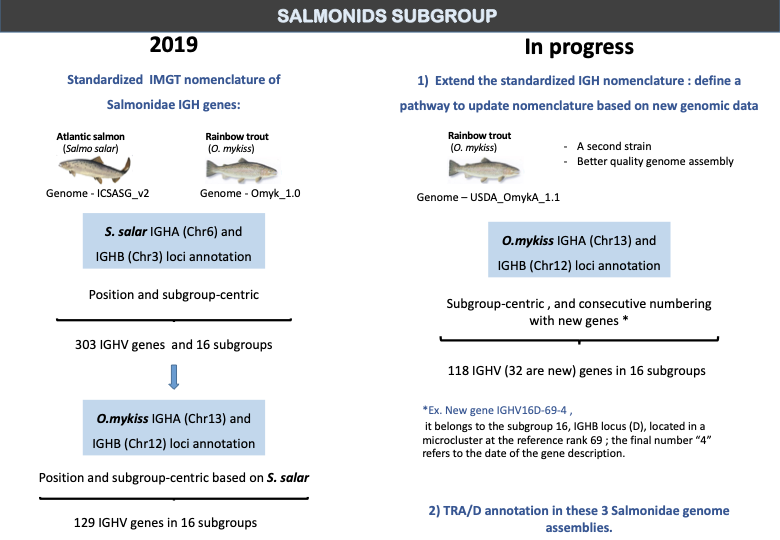 SALMONIDS SUBGROUP
2019
Standardized IMGT nomenclature of
Salmonidae IGH genes:
Atlantic salmon
(Salmo salar)
Rainbow trout
(O. mykiss)
Genome - ICSASG_v2
Genome - Omyk_1.0
S. salar IGHA (Chr6) and
IGHB (Chr3) loci annotation
Position and subgroup-centric
303 IGHV genes and 16 subgroups
O.mykiss IGHA (Chr13) and
IGHB (Chr12) loci annotation
Position and subgroup-centric based on S. salar
129 IGHV genes in 16 subgroups
In progress
1) Extend the standardized IGH nomenclature : define a
pathway to update nomenclature based on new genomic data
Rainbow trout
(O. mykiss)
- A second strain
- Better quality genome assembly
Genome – USDA_OmykA_1.1
O.mykiss IGHA (Chr13) and
IGHB (Chr12) loci annotation
Subgroup-centric , and consecutive numbering
with new genes *
118 IGHV (32 are new) genes in 16 subgroups
*Ex. New gene IGHV16D-69-4 ,
it belongs to the subgroup 16, IGHB locus (D), located in a
microcluster at the reference rank 69 ; the final number “4”
refers to the date of the gene description.
2) TRA/D annotation in these 3 Salmonidae genome
assemblies.